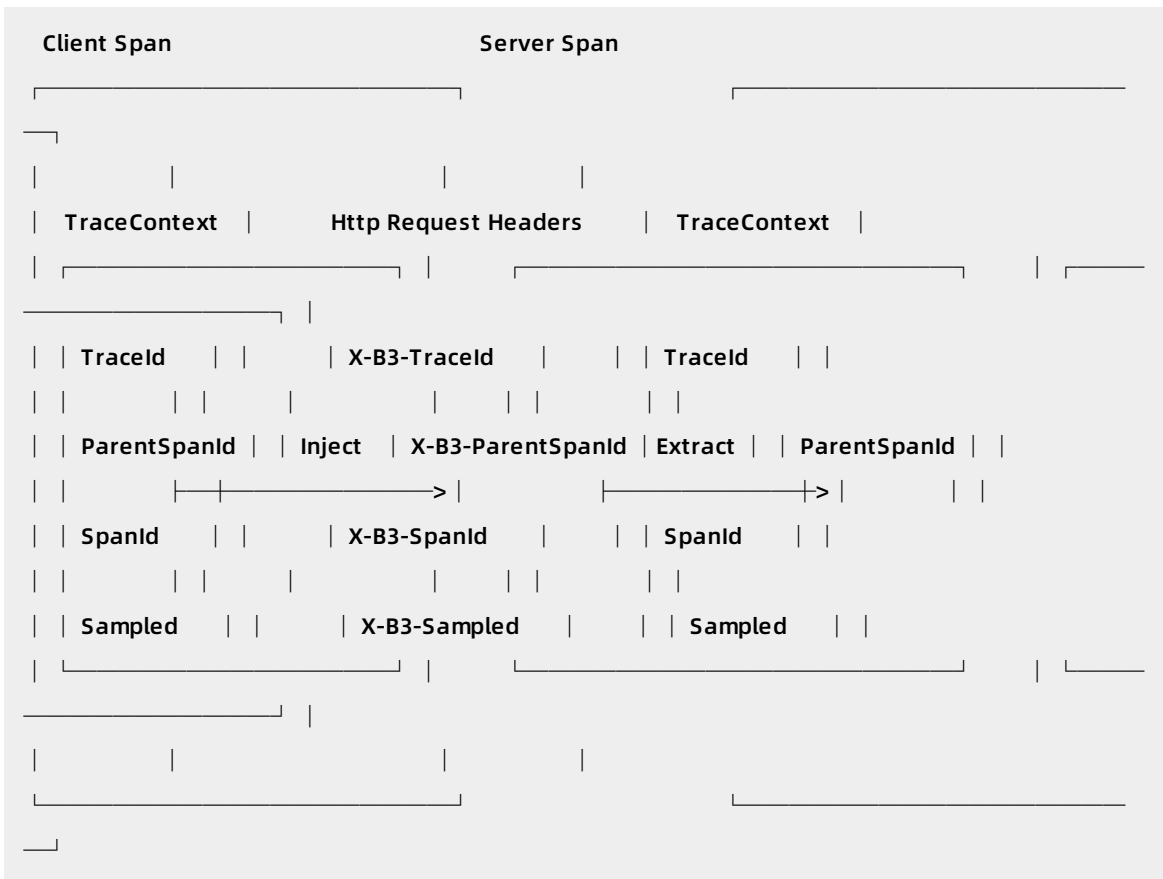 Client Span Server Span
┌─────────────────┐ ┌────────────────
─┐
│ │ │ │
│ TraceContext │ Http Request Headers │ TraceContext │
│ ┌─────────────┐ │ ┌──────────────────┐ │ ┌───
──────────┐ │
│ │ TraceId │ │ │ X-B3-TraceId │ │ │ TraceId │ │
│ │ │ │ │ │ │ │ │ │
│ │ ParentSpanId │ │ Inject │ X-B3-ParentSpanId │Extract │ │ ParentSpanId │ │
│ │ ├─┼────────>│ ├────────┼>│ │ │
│ │ SpanId │ │ │ X-B3-SpanId │ │ │ SpanId │ │
│ │ │ │ │ │ │ │ │ │
│ │ Sampled │ │ │ X-B3-Sampled │ │ │ Sampled │ │
│ └─────────────┘ │ └──────────────────┘ │ └───
──────────┘ │
│ │ │ │
└─────────────────┘ └────────────────
─┘